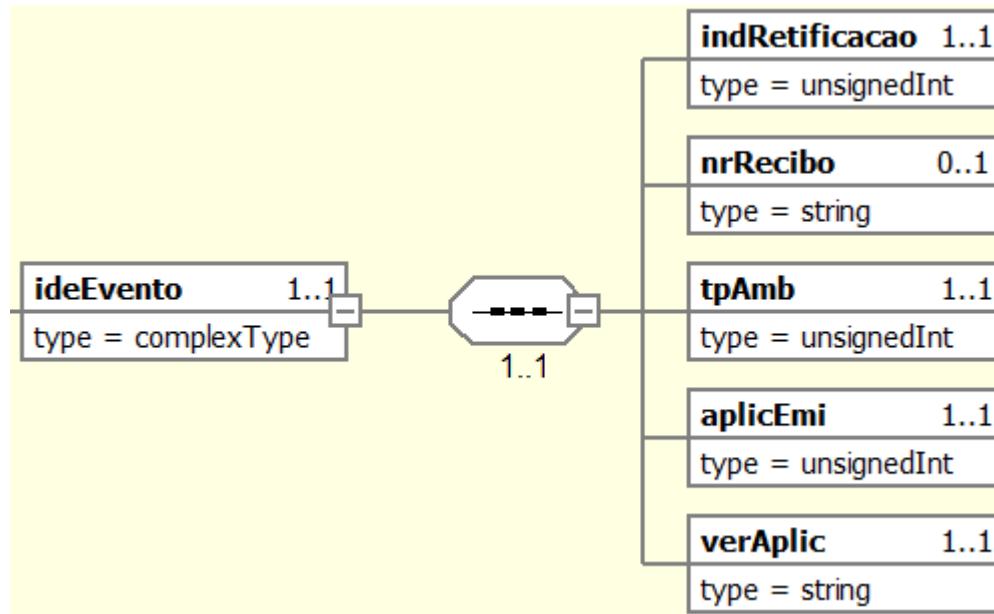 indRetificacao 1..1
type = unsignedInt
nrRecibo 0..1
type = string
ideEvento 1..1
type = complexType
1..1
tpAmb 1..1
type = unsignedInt
aplicEmi 1..1
type = unsignedInt
verAplic 1..1
type = string